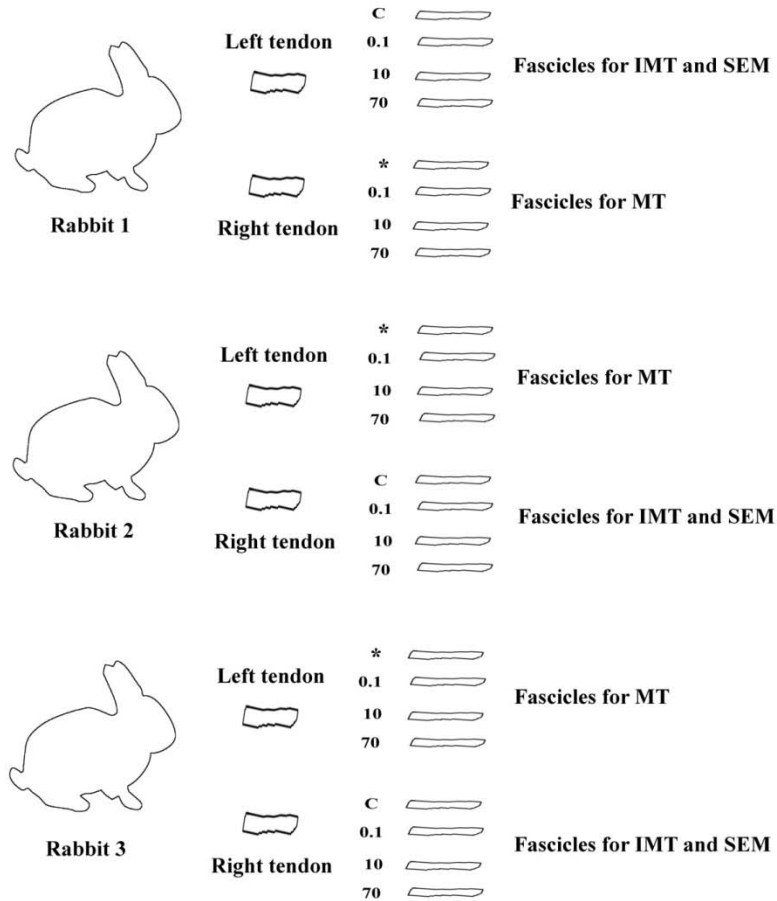 C
Left tendon
0.1
10
70
Fascicles for IMT and SEM
*
0.1
10
70
Fascicles for MT
Rabbit 1
Right tendon
*
Left tendon
0.1
10
70
Fascicles for MT
C
0.1
10
70
Fascicles for IMT and SEM
Rabbit 2
Right tendon
*
Left tendon
0.1
10
70
Fascicles for MT
C
0.1
10
70
Fascicles for IMT and SEM
Rabbit 3
Right tendon